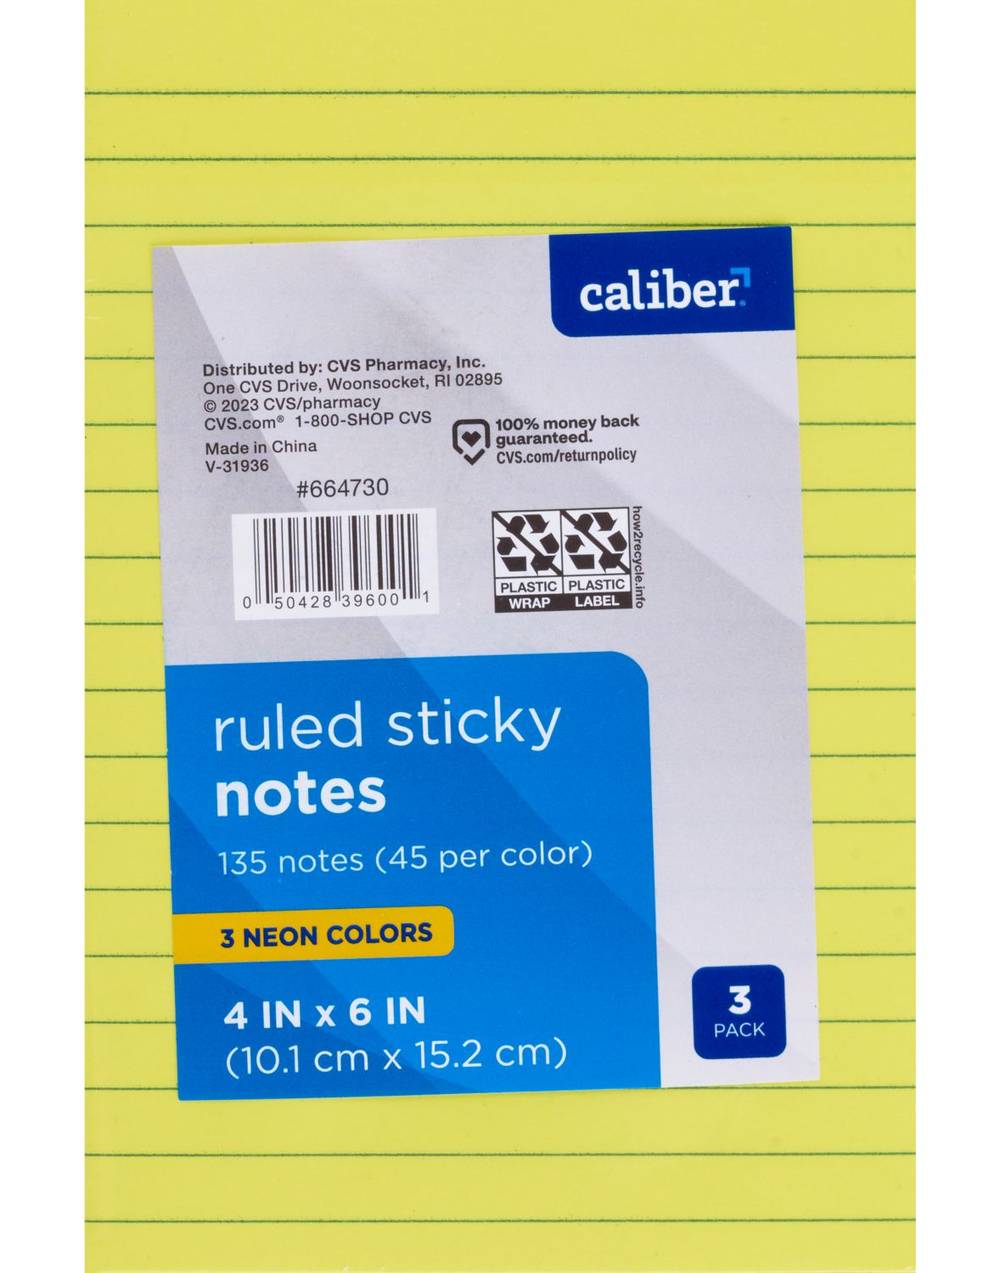 caliber
Distributed by: CVS Pharmacy, Inc.
One CVS Drive, Woonsocket, RI 02895
© 2023 CVS/pharmacy
CVS.com® 1-800-SHOP CVS
Made in China
V-31936
#664730
100% money back
guaranteed.
CVS.com/returnpolicy
0 50428 39600 1
PLASTIC
WRAP
PLASTIC
LABEL
how2recycle.info
ruled sticky
notes
135 notes (45 per color)
3 NEON COLORS
4 IN x 6 IN
(10.1 cm x 15.2 cm)
3
PACK